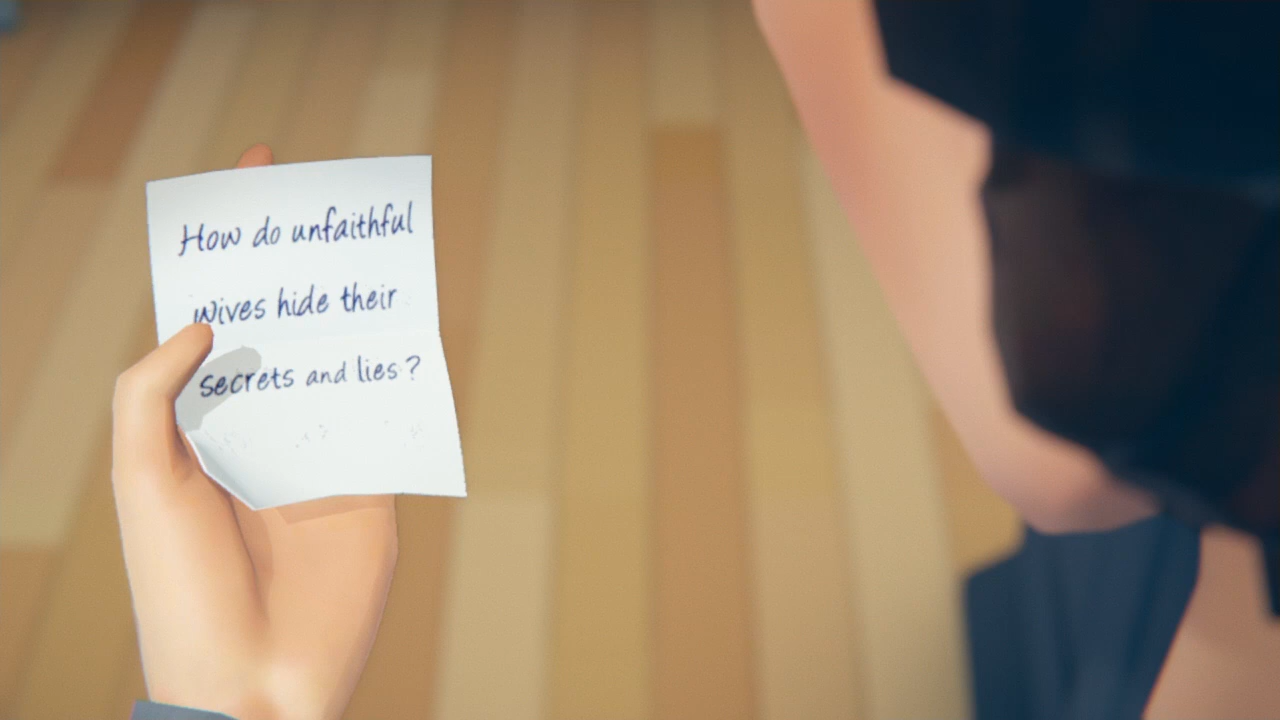 How do unfaithful
wives hide their
secrets and lies?